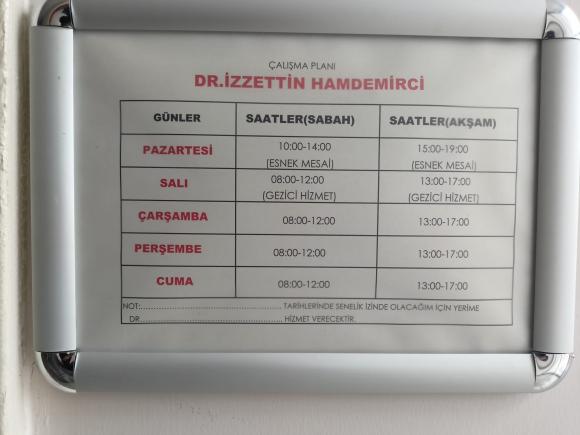 ÇALIŞMA PLANI
DR.İZZETTİN HAMDEMİRCİ
GÜNLER SAATLER(SABAH) SAATLER(AKŞAM)
PAZARTESİ 10:00-14:00 (ESNEK MESAİ) 15:00-19:00 (ESNEK MESAİ)
SALI 08:00-12:00 (GEZİCİ HİZMET) 13:00-17:00 (GEZİCİ HİZMET)
ÇARŞAMBA 08:00-12:00 13:00-17:00
PERŞEMBE 08:00-12:00 13:00-17:00
CUMA 08:00-12:00 13:00-17:00
NOT:.................................................. TARİHLERİNDE SENELİK İZİNDE OLACAĞIM İÇİN YERİME
DR.................................................. HİZMET VERECEKTİR.